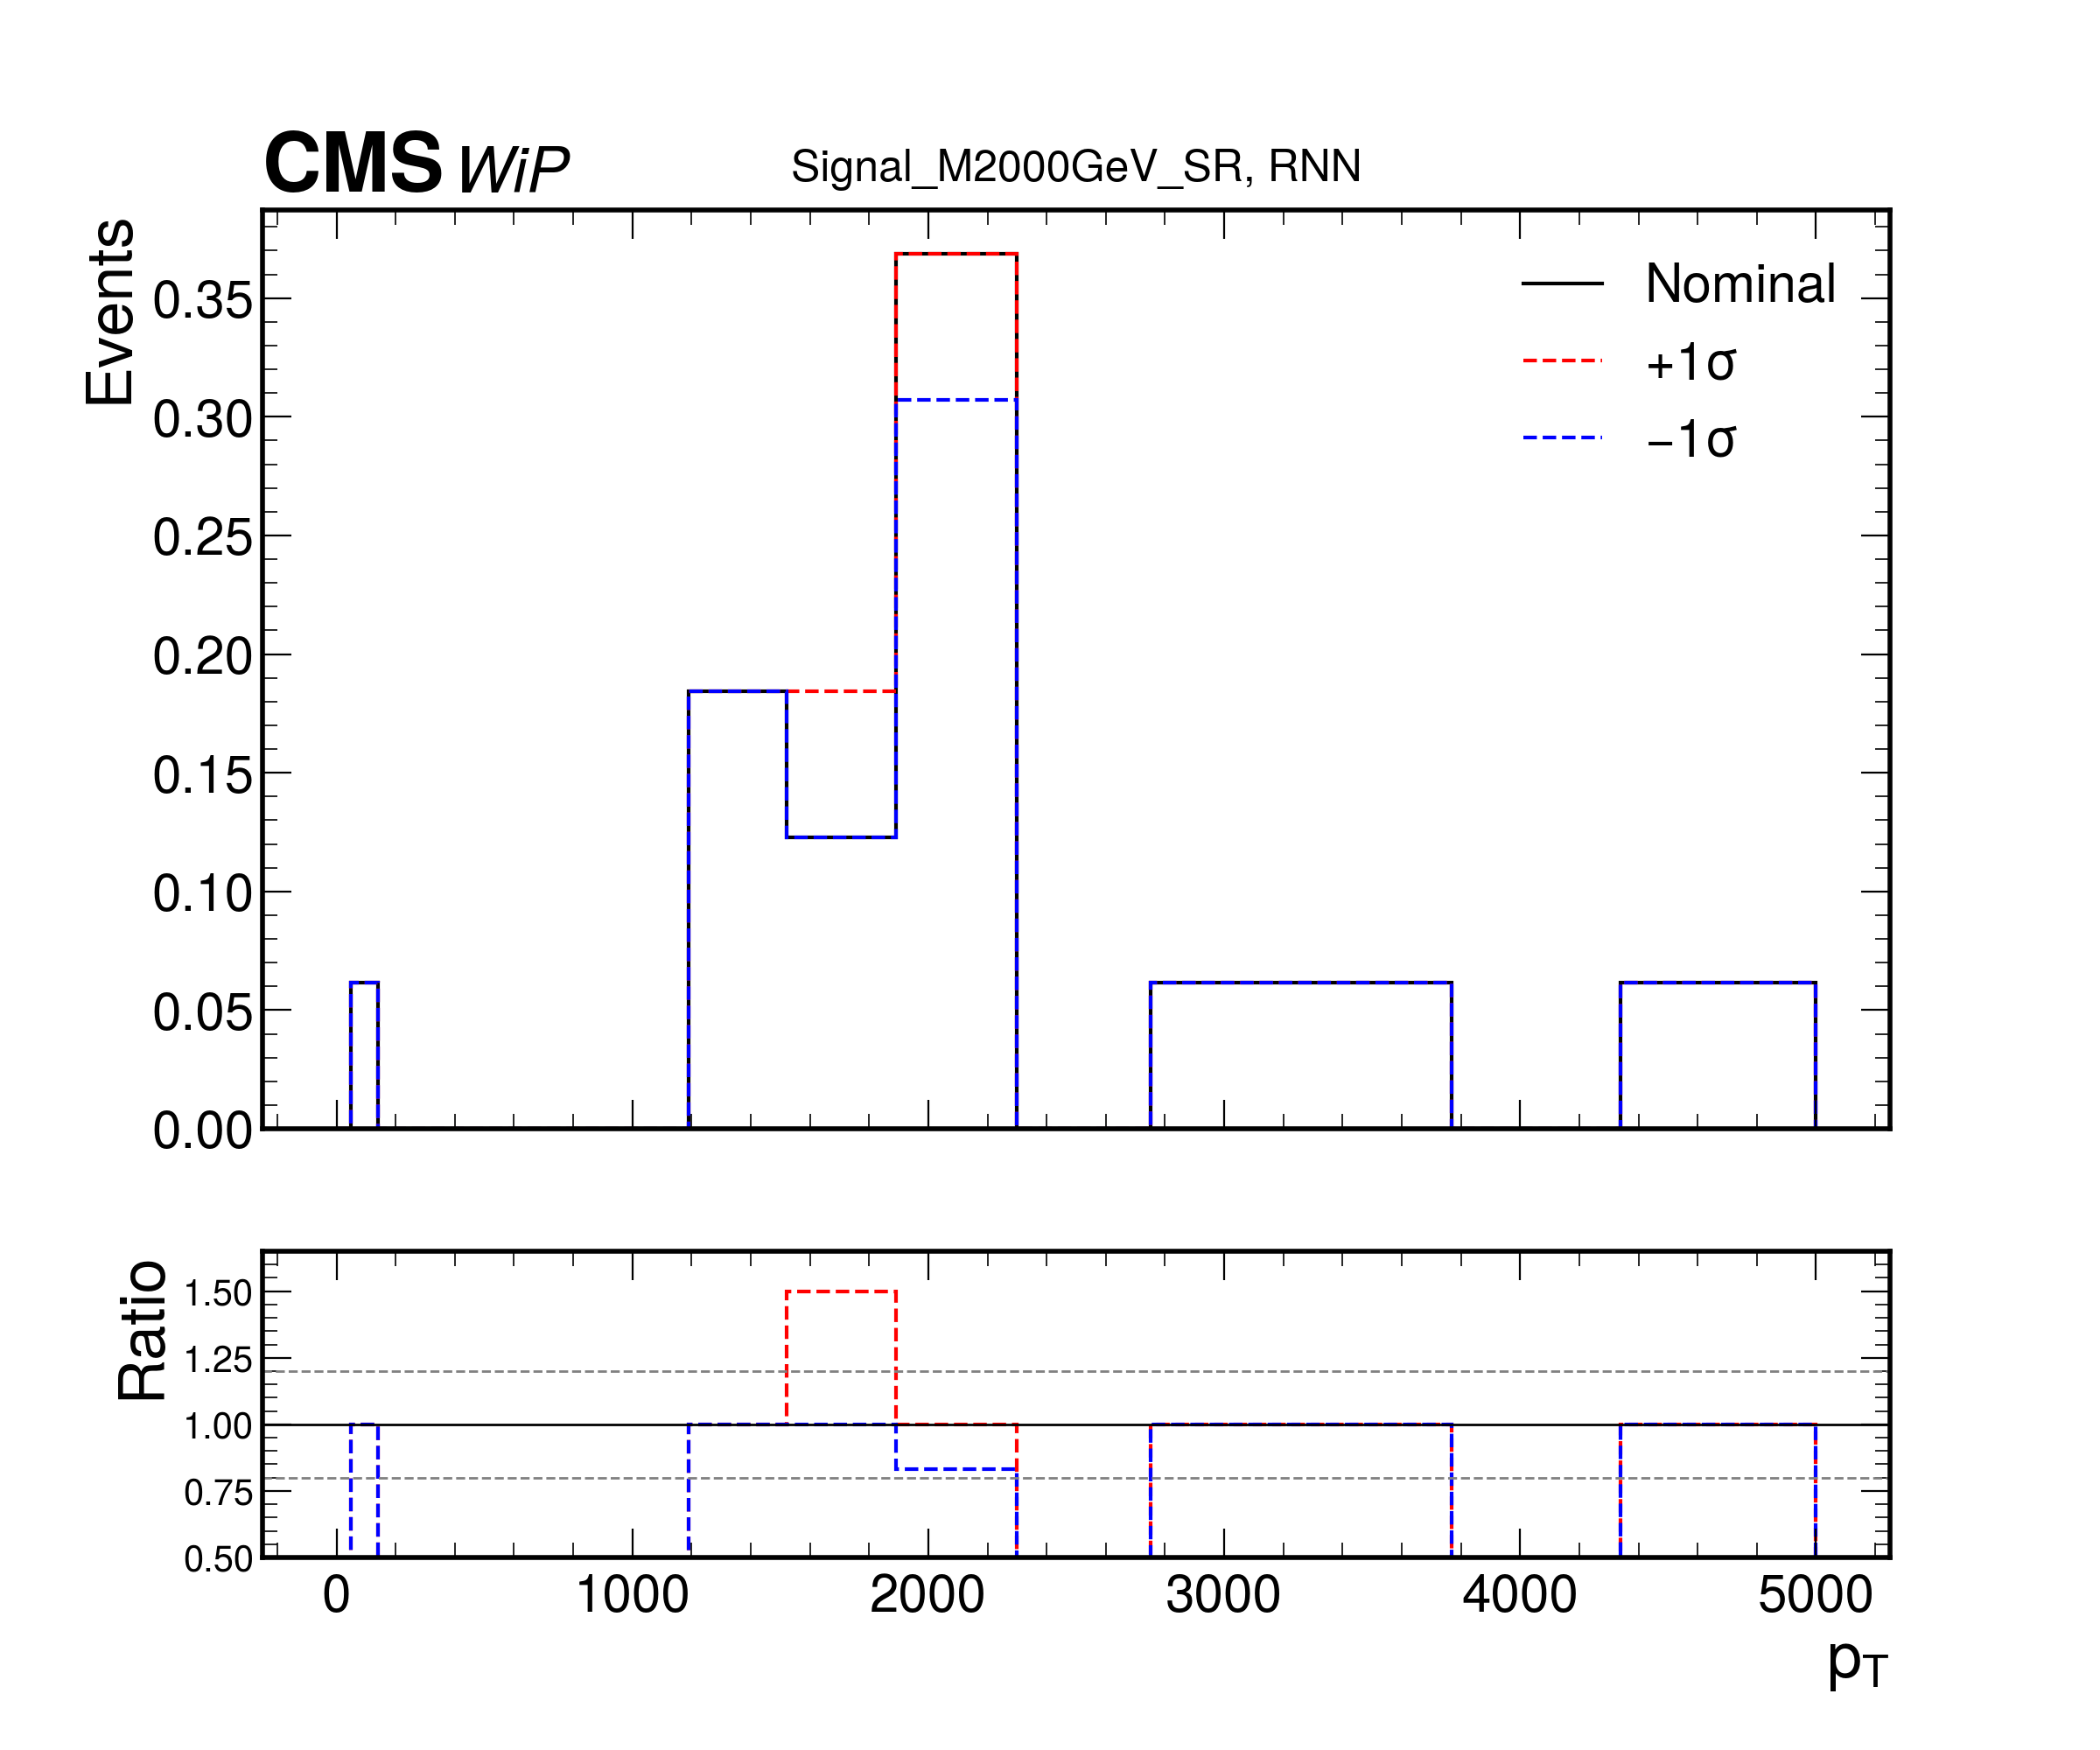 CMS WiP Signal_M2000GeV_SR, RNN
Events
0.35
0.30
0.25
0.20
0.15
0.10
0.05
0.00
Nominal
+1σ
−1σ
Ratio
1.50
1.25
1.00
0.75
0.50
0 1000 2000 3000 4000 5000
pT